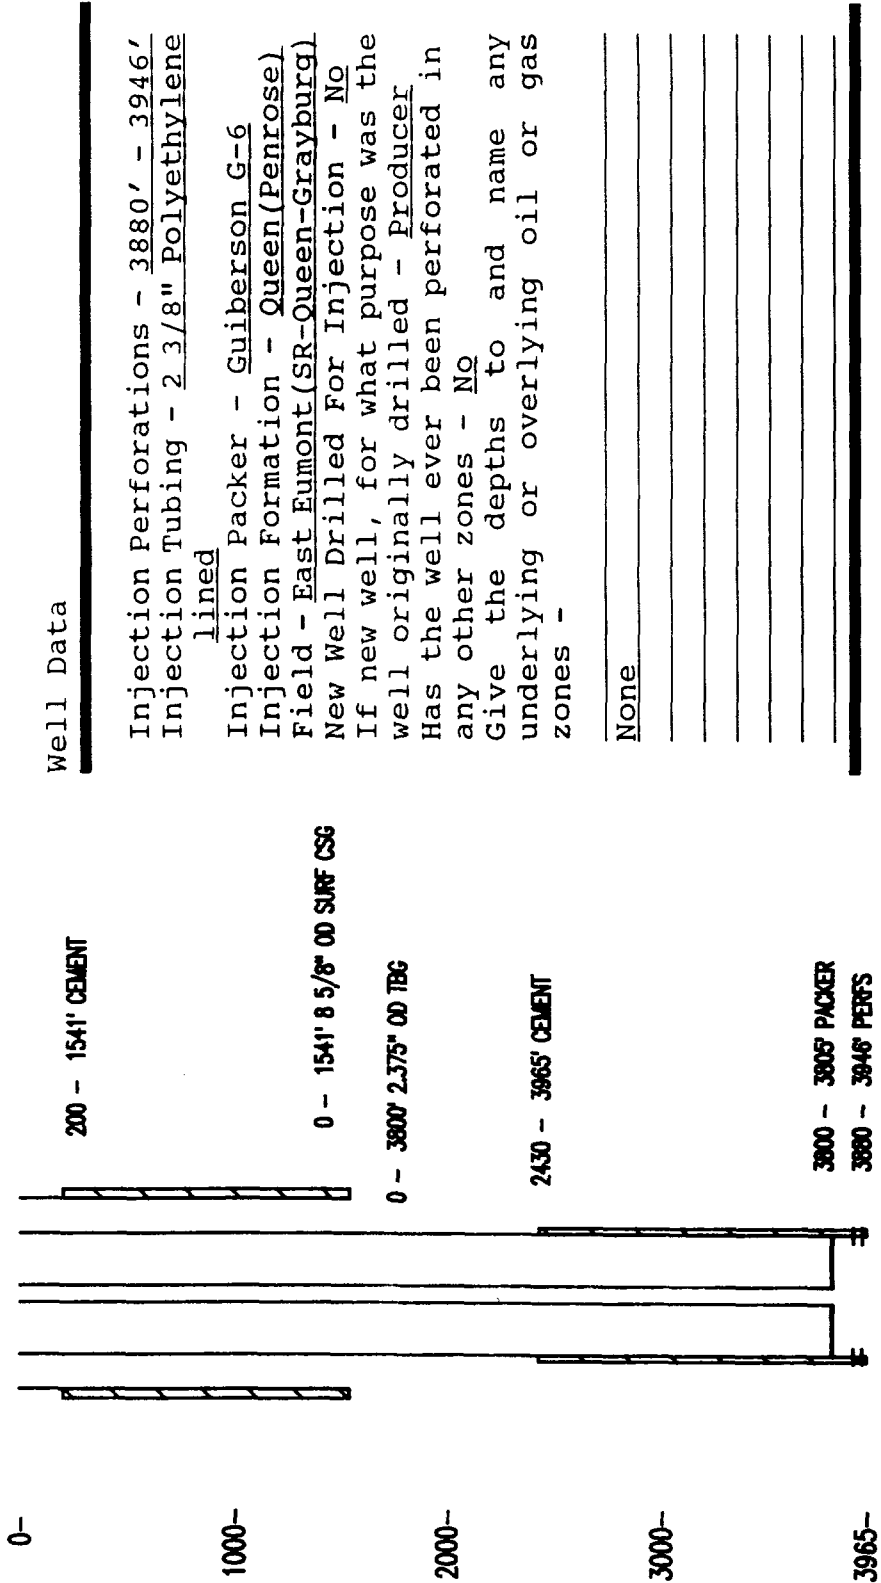 Well Data
Injection Perforations - 3880' - 3946'
Injection Tubing - 2 3/8" Polyethylene
lined
Injection Packer - Guiberson G-6
Injection Formation - Queen(Penrose)
Field - East Eumont(SR-Queen-Grayburg)
New Well Drilled For Injection - No
If new well, for what purpose was the
well originally drilled - Producer
Has the well ever been perforated in
any other zones - No
Give the depths to and name any
underlying or overlying oil or gas
zones -
None
200 - 1541' CEMENT
0 - 1541' 8 5/8" OD SURF CSG
0 - 3800' 2.375" OD TBG
2430 - 3965' CEMENT
3800 - 3805' PACKER
3880 - 3946' PERFS
0-
1000-
2000-
3000-
3965-